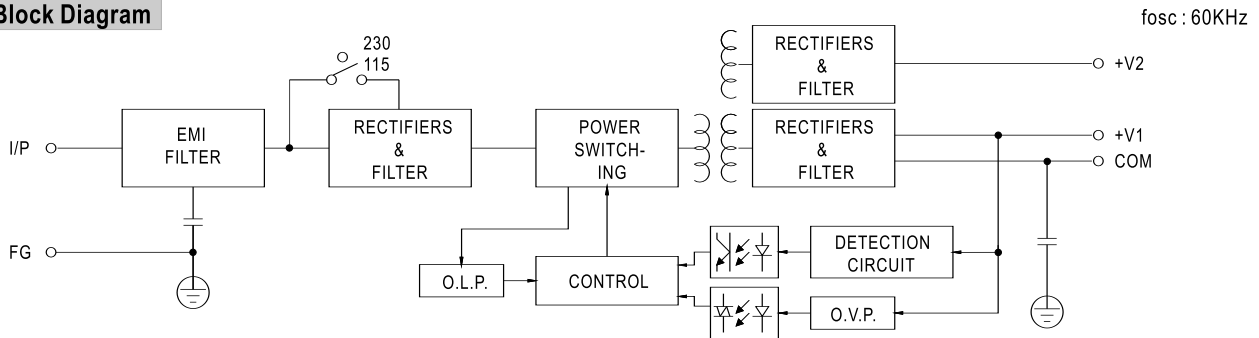 Block Diagram
fosc : 60KHz
230
115
I/P
EMI
FILTER
RECTIFIERS
&
FILTER
POWER
SWITCH-
ING
RECTIFIERS
&
FILTER
+V2
RECTIFIERS
&
FILTER
+V1
COM
FG
O.L.P.
CONTROL
DETECTION
CIRCUIT
O.V.P.